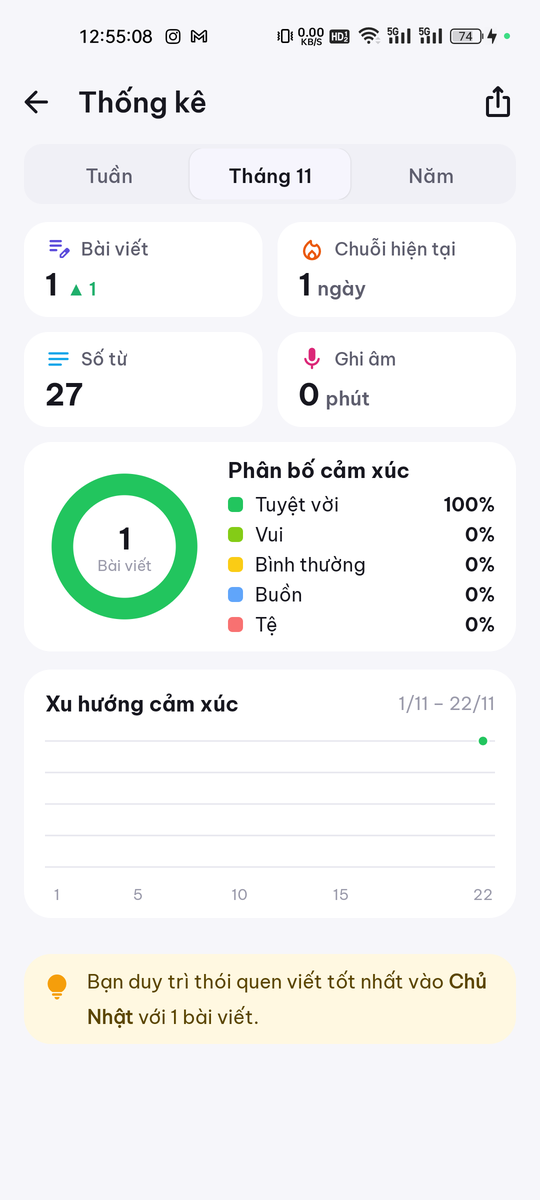 12:55:08 0.00 KB/S HD1 5G 5G 74
Thống kê
Tuần Tháng 11 Năm
Bài viết Chuỗi hiện tại
1 ▲ 1 1 ngày
Số từ Ghi âm
27 0 phút
Phân bố cảm xúc
1
Bài viết
Tuyệt vời 100%
Vui 0%
Bình thường 0%
Buồn 0%
Tệ 0%
Xu hướng cảm xúc 1/11 – 22/11
1 5 10 15 22
Bạn duy trì thói quen viết tốt nhất vào Chủ
Nhật với 1 bài viết.